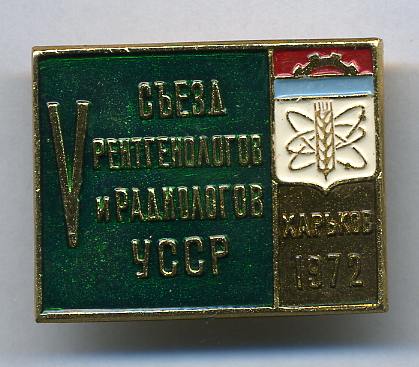 V
СЪЕЗД
РЕНТГЕНОЛОГОВ
И РАДИОЛОГОВ
УССР
ХАРЬКОВ
1972